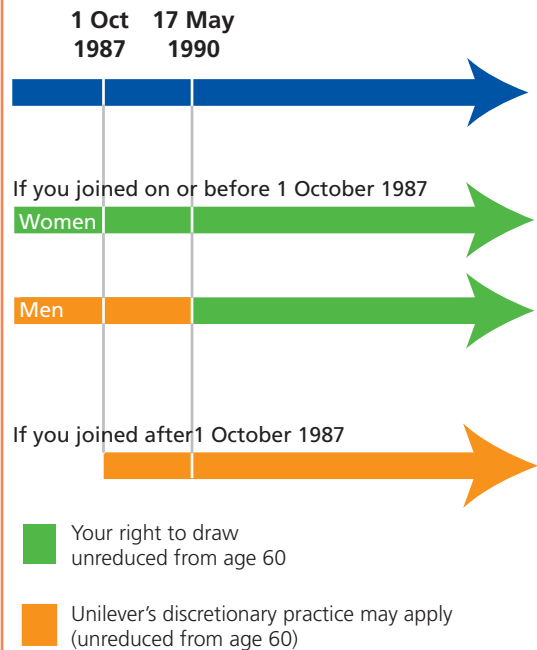 1 Oct 17 May
1987 1990
If you joined on or before 1 October 1987
Women
Men
If you joined after1 October 1987
Your right to draw
unreduced from age 60
Unilever’s discretionary practice may apply
(unreduced from age 60)